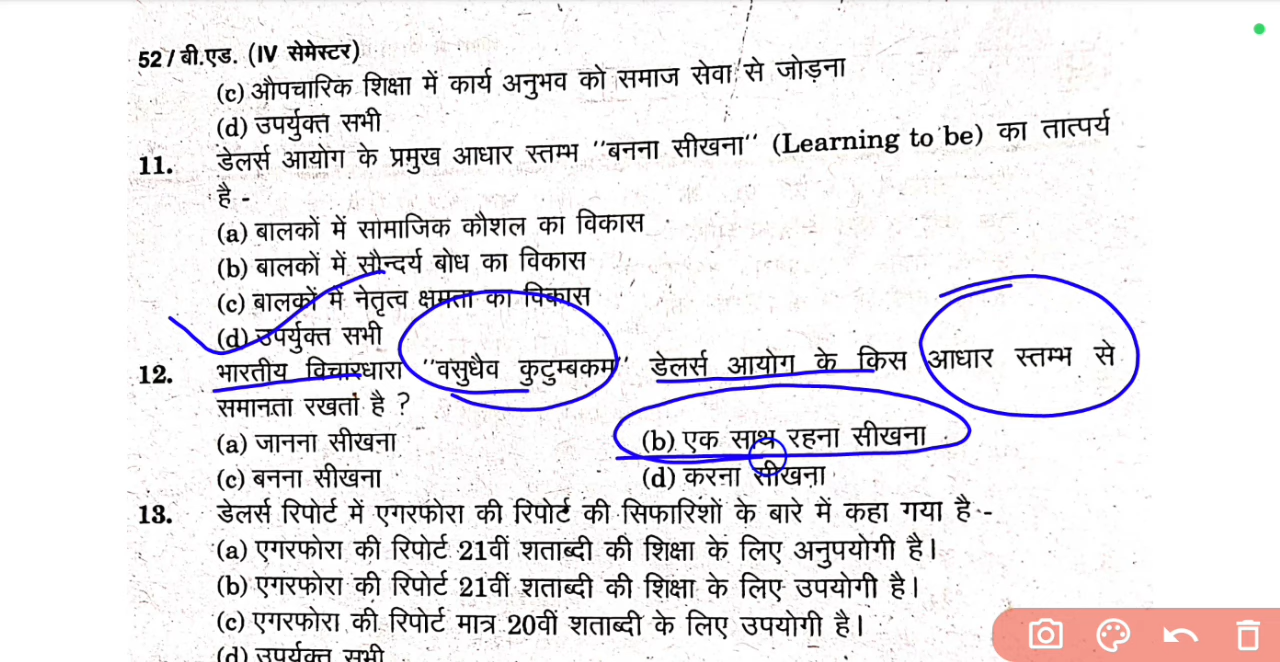 52 / बी.एड. (IV सेमेस्टर)
(c) औपचारिक शिक्षा में कार्य अनुभव को समाज सेवा से जोड़ना
(d) उपर्युक्त सभी
11. डेलर्स आयोग के प्रमुख आधार स्तम्भ "बनना सीखना" (Learning to be) का तात्पर्य
है -
(a) बालकों में सामाजिक कौशल का विकास
(b) बालकों में सौन्दर्य बोध का विकास
(c) बालकों में नेतृत्व क्षमता का विकास
(d) उपर्युक्त सभी
12. भारतीय विचारधारा "वसुधैव कुटुम्बकम" डेलर्स आयोग के किस आधार स्तम्भ से
समानता रखता है ?
(a) जानना सीखना (b) एक साथ रहना सीखना
(c) बनना सीखना (d) करना सीखना
13. डेलर्स रिपोर्ट में एगरफोरा की रिपोर्ट की सिफारिशों के बारे में कहा गया है -
(a) एगरफोरा की रिपोर्ट 21वीं शताब्दी की शिक्षा के लिए अनुपयोगी है।
(b) एगरफोरा की रिपोर्ट 21वीं शताब्दी की शिक्षा के लिए उपयोगी है।
(c) एगरफोरा की रिपोर्ट मात्र 20वीं शताब्दी के लिए उपयोगी है।
(d) उपर्युक्त सभी